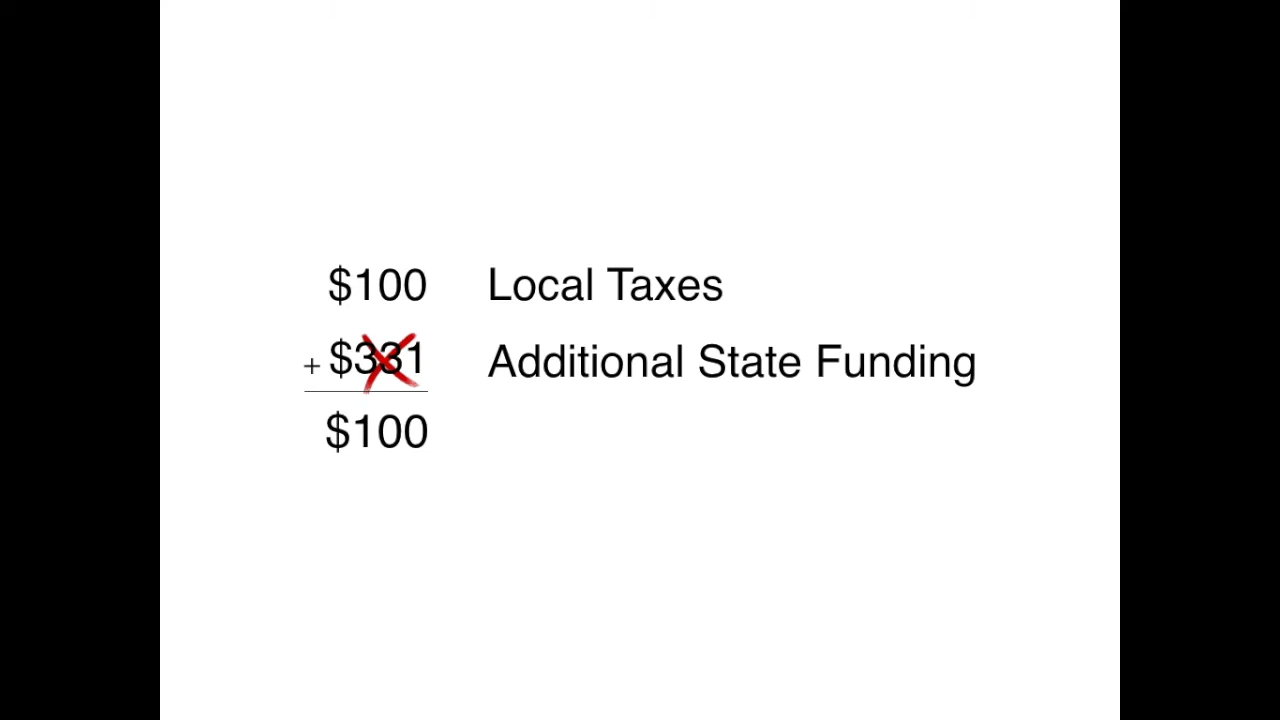 $100 Local Taxes
+ $331 Additional State Funding
$100